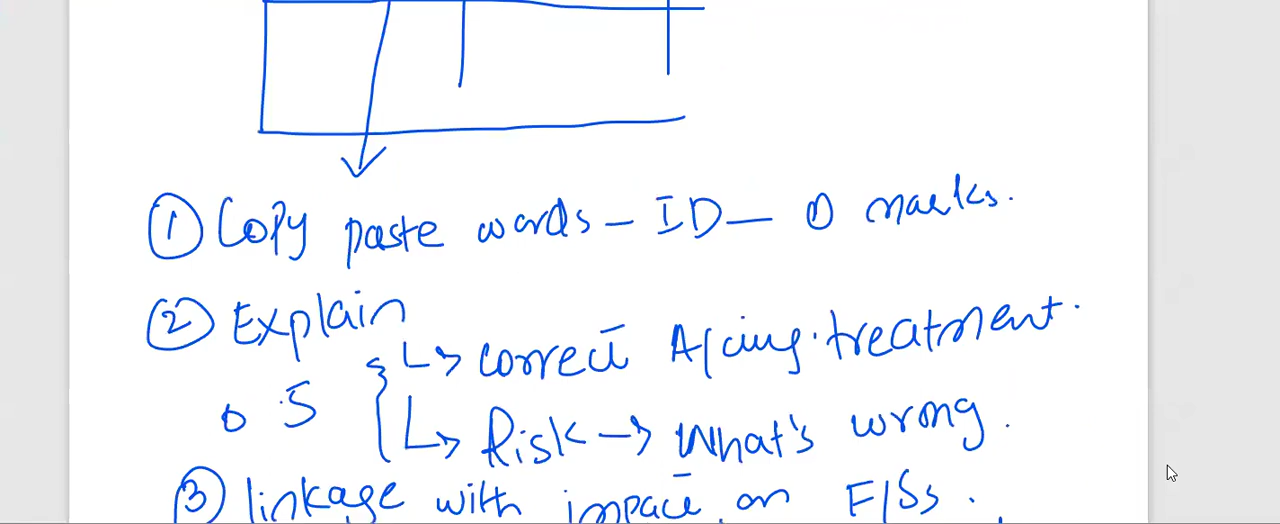 ① Copy paste words – ID – 0 marks.
② Explain
↳ correct A/cing. treatment.
0.5
↳ Risk → What's wrong.
③ linkage with impact on F/Ss.